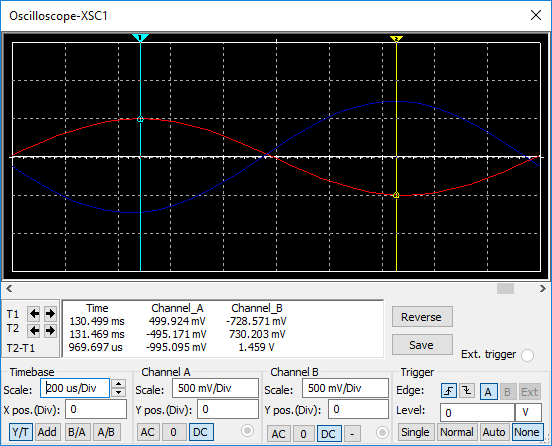 Oscilloscope-XSC1
1
2
T1
T2
T2-T1
Time Channel_A Channel_B
130.499 ms 499.924 mV -728.571 mV
131.469 ms -495.171 mV 730.203 mV
969.697 us -995.095 mV 1.459 V
Reverse
Save
Ext. trigger
Timebase
Scale: 200 us/Div
X pos.(Div): 0
Y/T Add B/A A/B
Channel A
Scale: 500 mV/Div
Y pos.(Div): 0
AC 0 DC
Channel B
Scale: 500 mV/Div
Y pos.(Div): 0
AC 0 DC -
Trigger
Edge: A B Ext
Level: 0 V
Single Normal Auto None